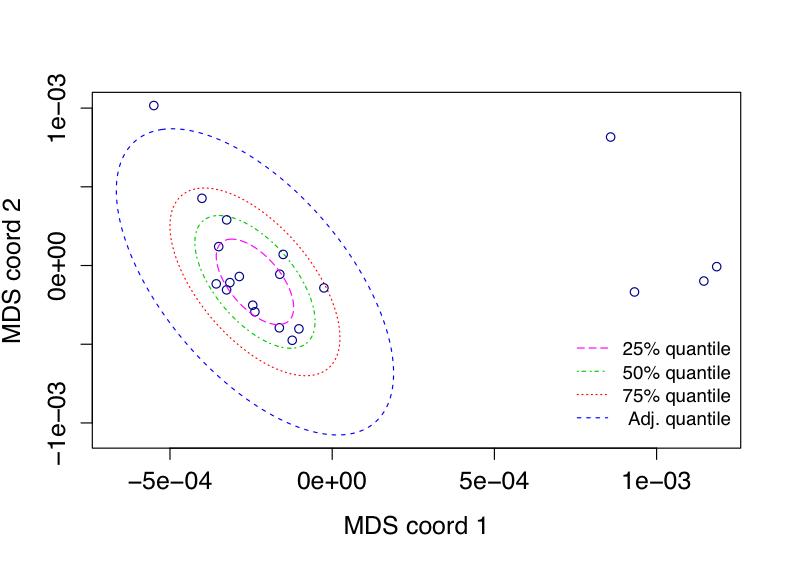 MDS coord 2
1e−03
0e+00
−1e−03
25% quantile
50% quantile
75% quantile
Adj. quantile
−5e−04
0e+00
5e−04
1e−03
MDS coord 1